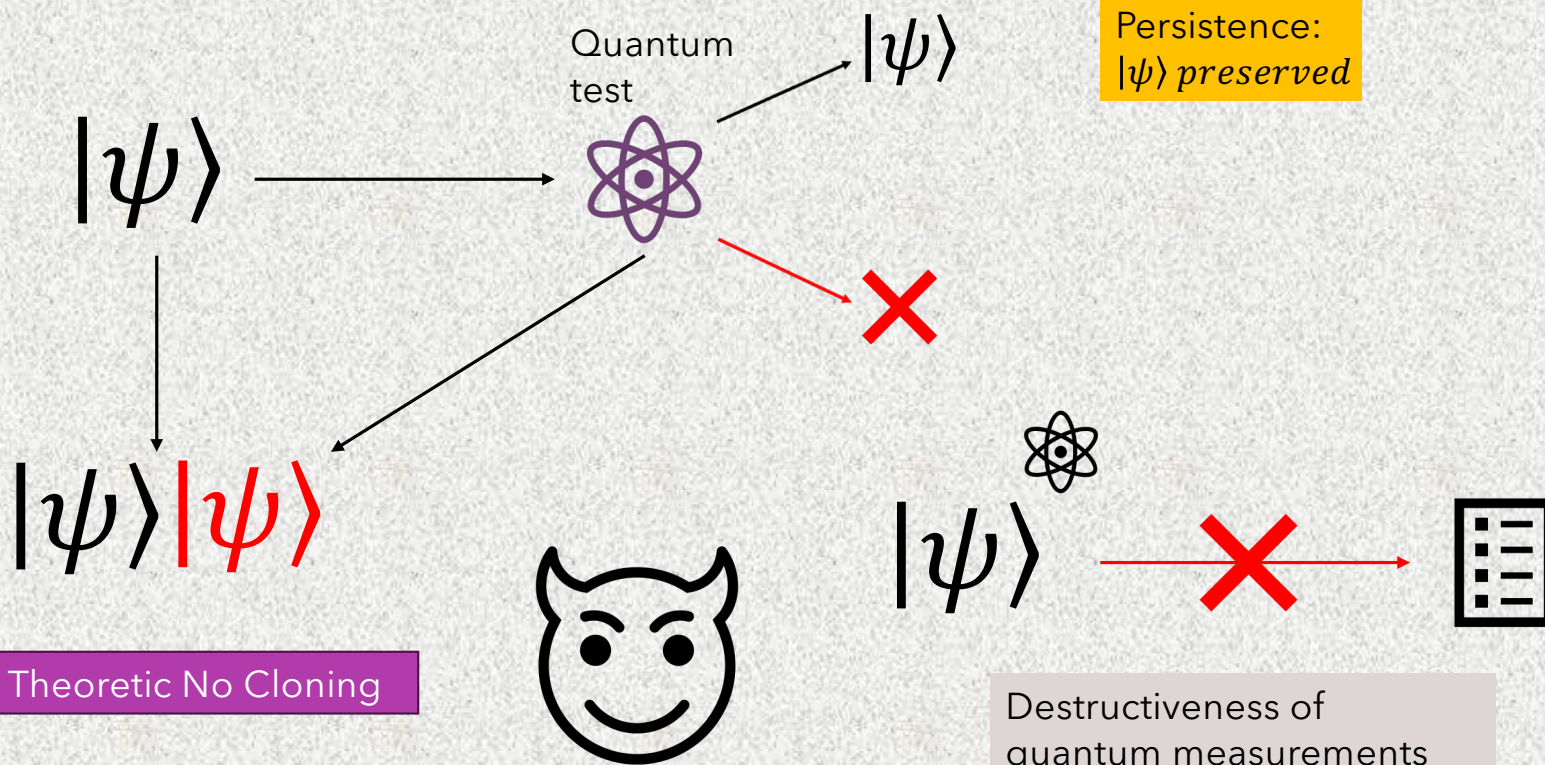 Quantum
test
|ψ⟩
Persistence:
|ψ⟩ preserved
|ψ⟩
|ψ⟩|ψ⟩
|ψ⟩
Theoretic No Cloning
Destructiveness of
quantum measurements